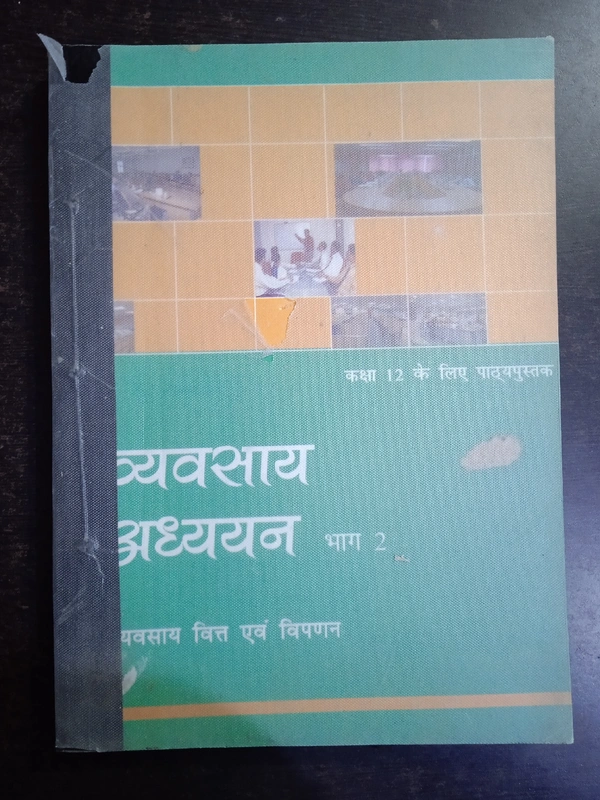 कक्षा 12 के लिए पाठ्यपुस्तक
व्यवसाय
अध्ययन भाग 2
यवसाय वित्त एवं विपणन